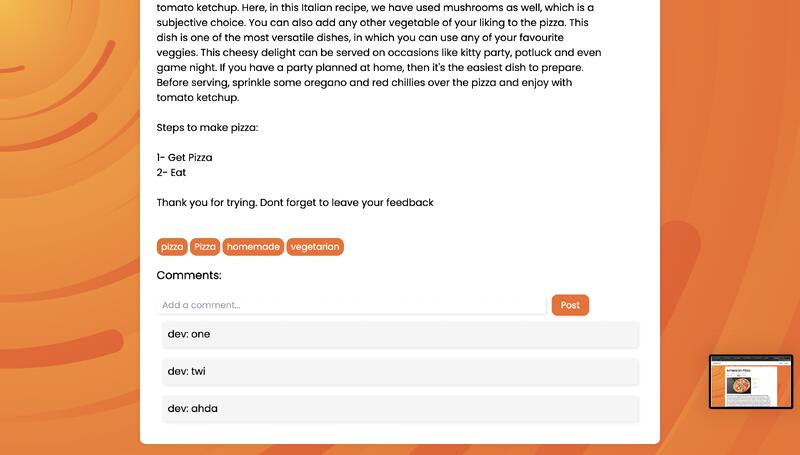 tomato ketchup. Here, in this Italian recipe, we have used mushrooms as well, which is a
subjective choice. You can also add any other vegetable of your liking to the pizza. This
dish is one of the most versatile dishes, in which you can use any of your favourite
veggies. This cheesy delight can be served on occasions like kitty party, potluck and even
game night. If you have a party planned at home, then it's the easiest dish to prepare.
Before serving, sprinkle some oregano and red chillies over the pizza and enjoy with
tomato ketchup.
Steps to make pizza:
1- Get Pizza
2- Eat
Thank you for trying. Dont forget to leave your feedback
pizza Pizza homemade vegetarian
Comments:
Add a comment... Post
dev: one
dev: twi
dev: ahda